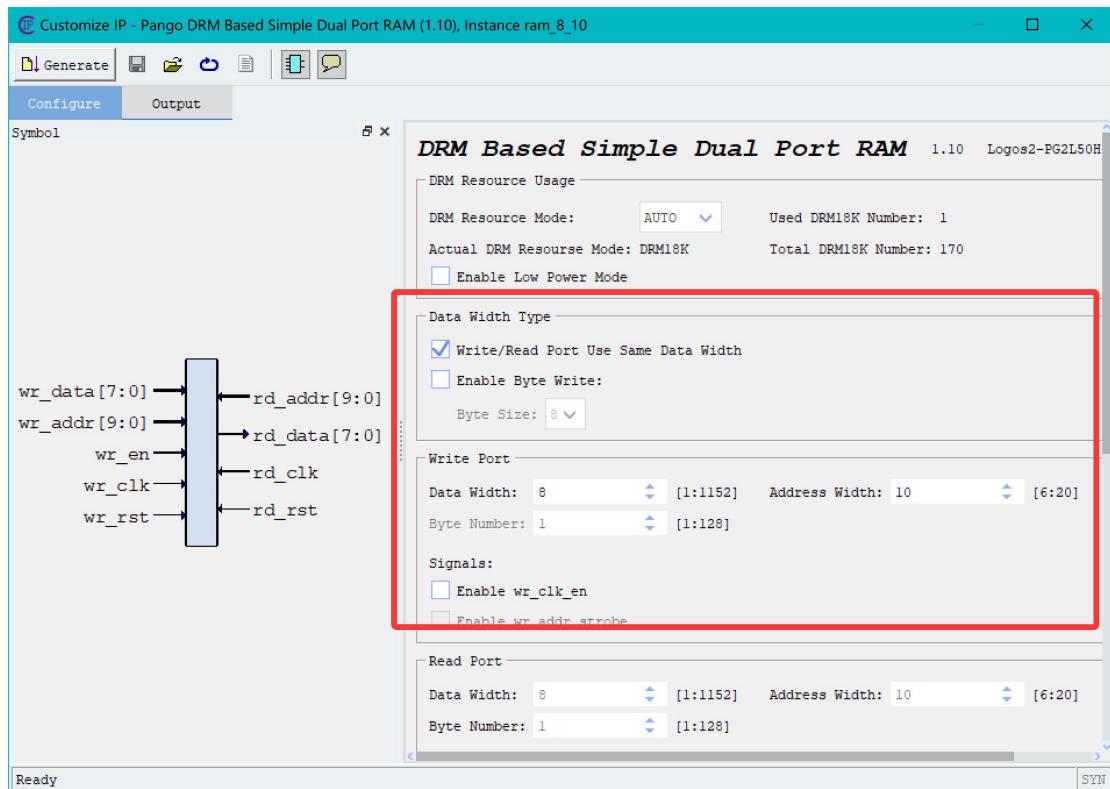 Customize IP - Pango DRM Based Simple Dual Port RAM (1.10), Instance ram_8_10
Generate
Configure Output
Symbol
wr_data[7:0]
wr_addr[9:0]
wr_en
wr_clk
wr_rst
rd_addr[9:0]
rd_data[7:0]
rd_clk
rd_rst
DRM Based Simple Dual Port RAM 1.10 Logos2-PG2L50H
DRM Resource Usage
DRM Resource Mode: AUTO Used DRM18K Number: 1
Actual DRM Resourse Mode: DRM18K Total DRM18K Number: 170
Enable Low Power Mode
Data Width Type
Write/Read Port Use Same Data Width
Enable Byte Write:
Byte Size: 8
Write Port
Data Width: 8 [1:1152] Address Width: 10 [6:20]
Byte Number: 1 [1:128]
Signals:
Enable wr_clk_en
Enable wr_addr_strobe
Read Port
Data Width: 8 [1:1152] Address Width: 10 [6:20]
Byte Number: 1 [1:128]
Ready SYN